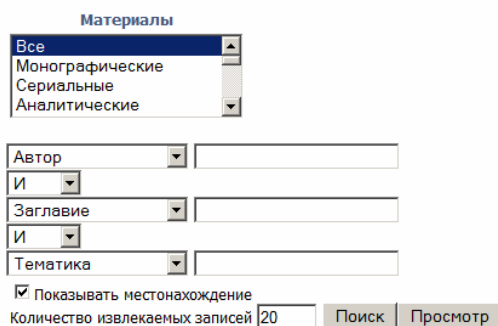 Материалы
Все
Монографические
Сериальные
Аналитические
Автор
И
Заглавие
И
Тематика
Показывать местонахождение
Количество извлекаемых записей 20 Поиск Просмотр